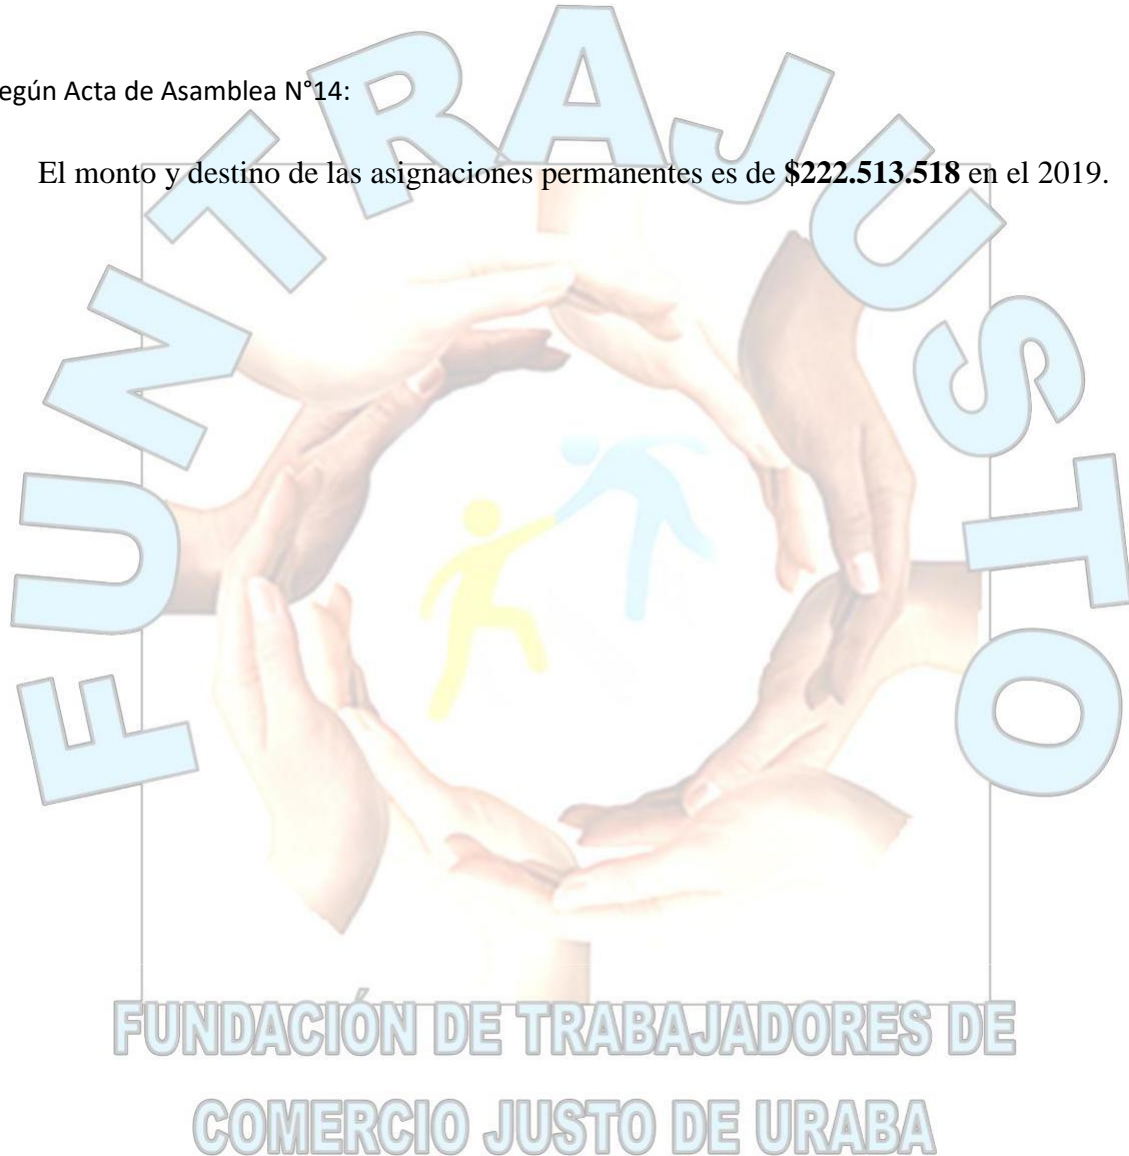 egún Acta de Asamblea N°14:
El monto y destino de las asignaciones permanentes es de $222.513.518 en el 2019.
FUNTRAJUSTO
FUNDACIÓN DE TRABAJADORES DE
COMERCIO JUSTO DE URABA